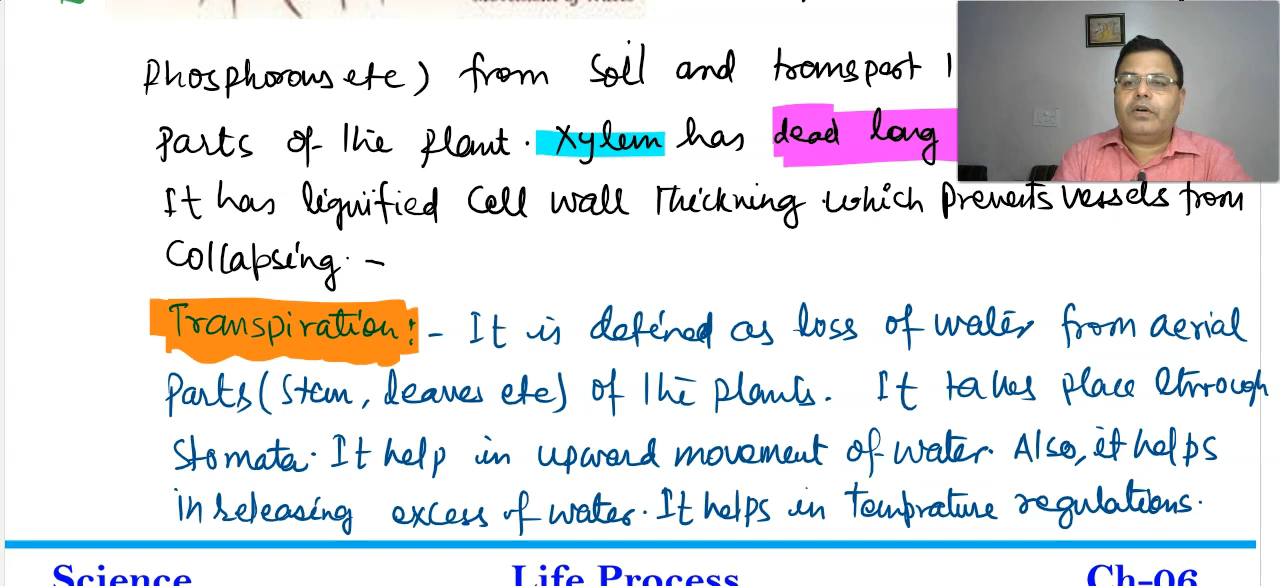 Phosphorous etc) from Soil and transport
Parts of the plant. Xylem has dead long
It has lignified Cell wall Thickning which Prevents vessels from
Collapsing. –
Transpiration:- It is defined as loss of water from aerial
Parts (Stem, leaves etc) of the plants. It takes place through
Stomata. It help in upward movement of water. Also, it helps
in releasing excess of water. It helps in temprature regulations.
Science Life Process Ch-06